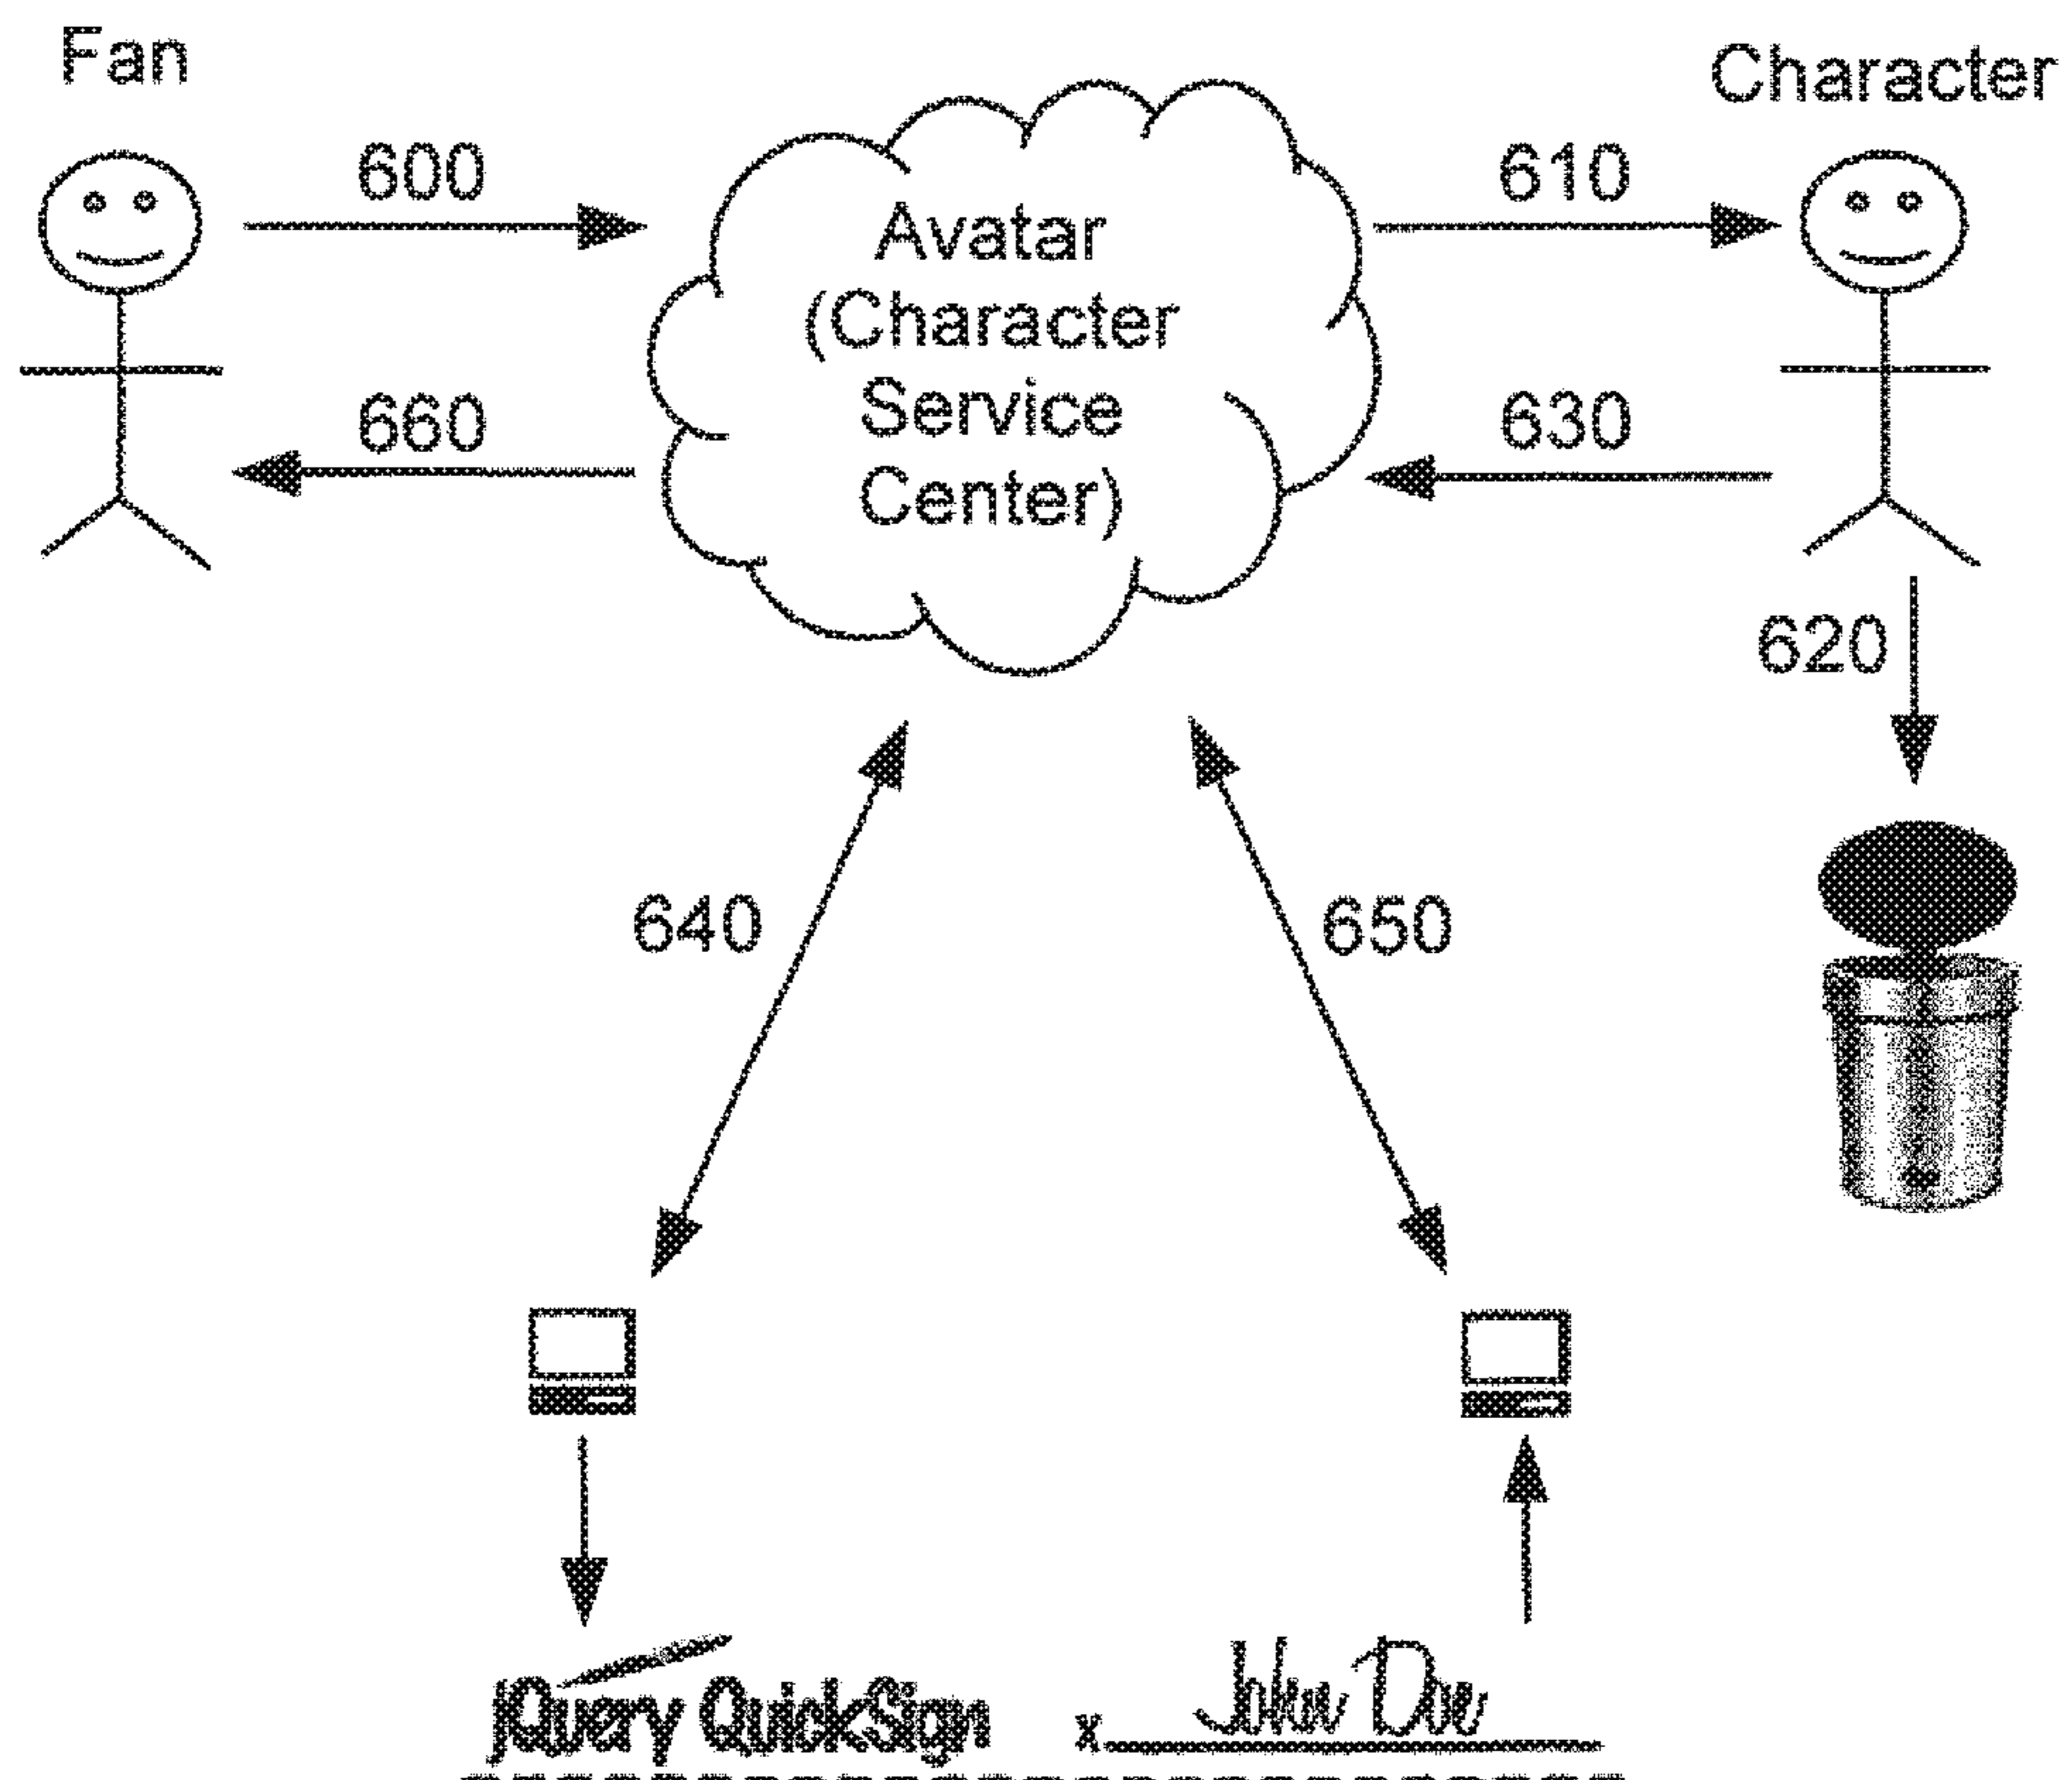 Fan
Character
600
610
Avatar
(Character
Service
Center)
660
630
620
640
650
jQuery QuickSign
x John Doe